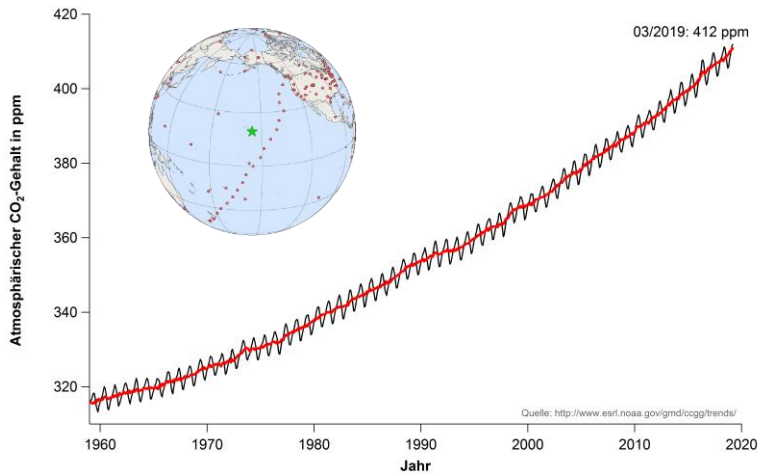 420
03/2019: 412 ppm
400
380
360
340
320
Atmosphärischer CO₂-Gehalt in ppm
Quelle: http://www.esrl.noaa.gov/gmd/ccgg/trends/
1960 1970 1980 1990 2000 2010 2020
Jahr